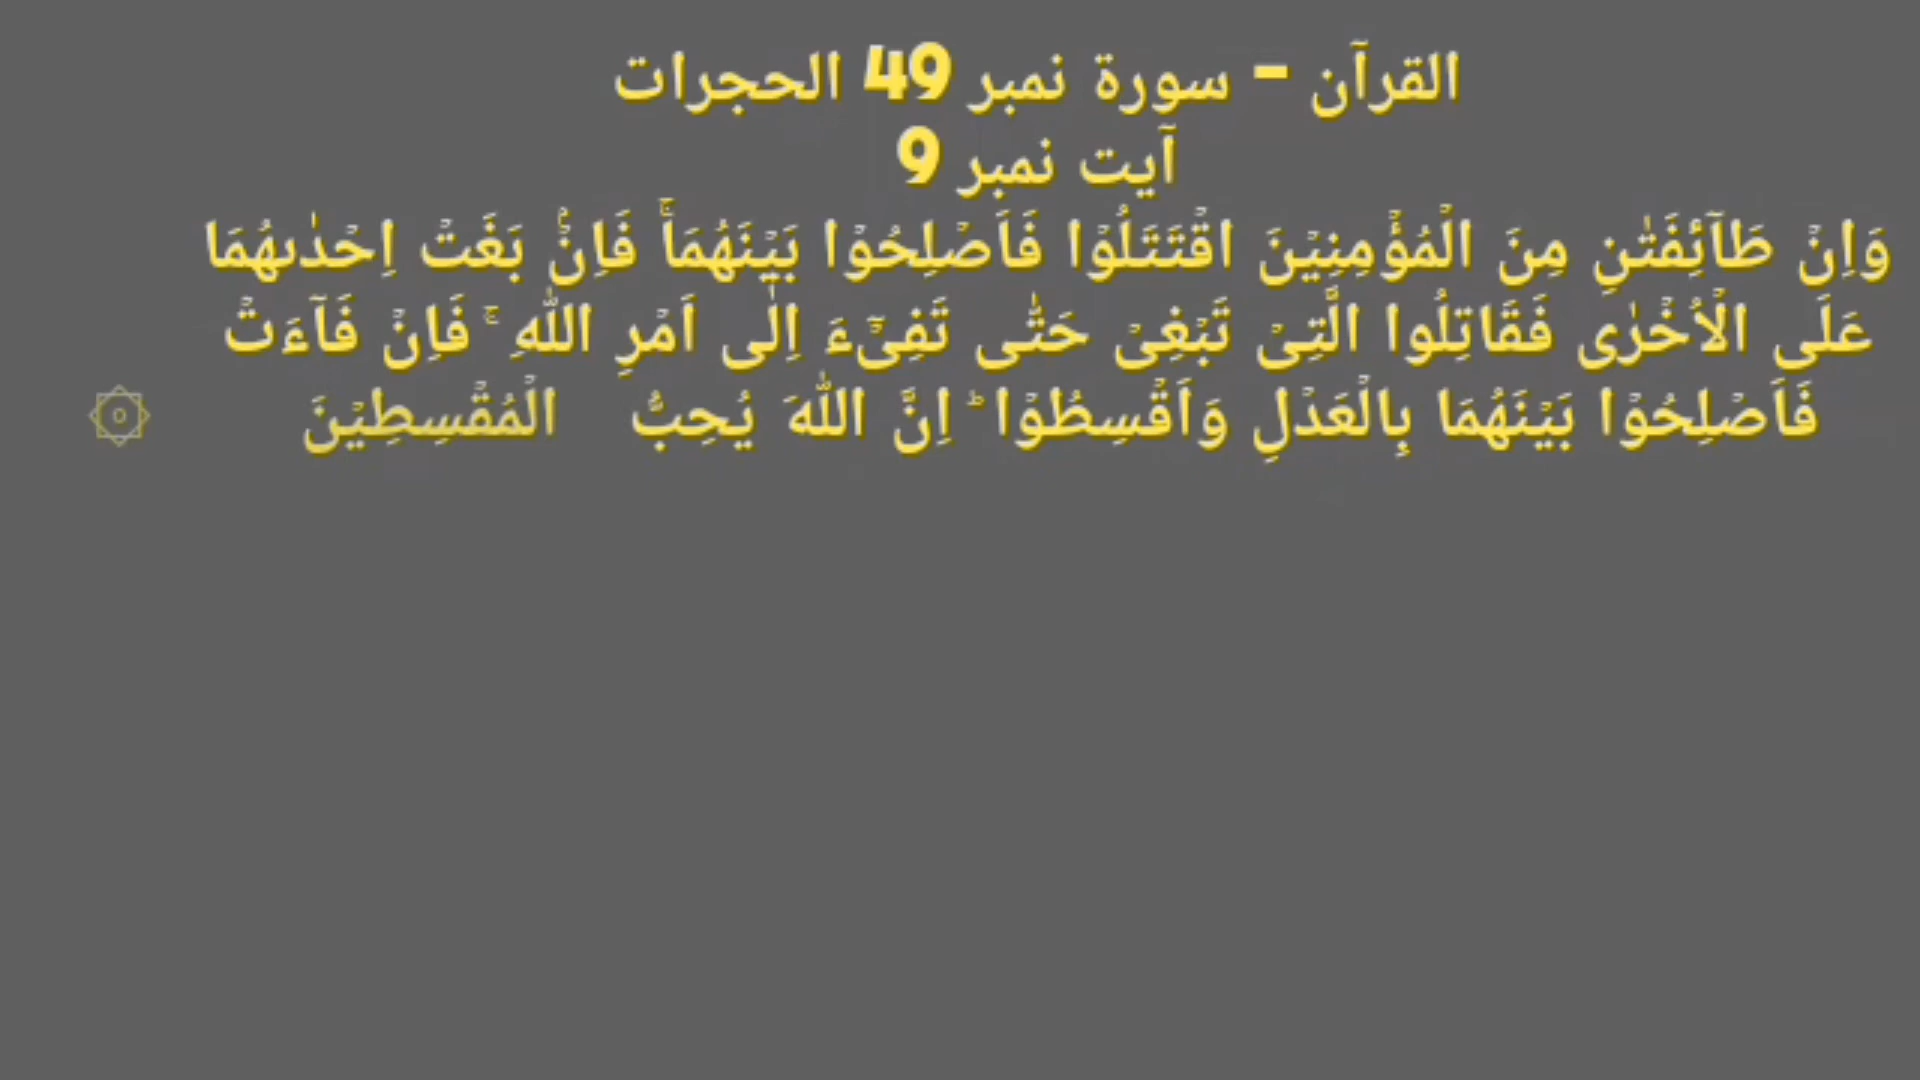 القرآن - سورة نمبر 49 الحجرات
آیت نمبر 9
وَاِنۡ طَآٮِٕفَتٰنِ مِنَ الۡمُؤۡمِنِيۡنَ اقۡتَتَلُوۡا فَاَصۡلِحُوۡا بَيۡنَهُمَا‌ۚ فَاِنۡۢ بَغَتۡ اِحۡدٰٮهُمَا
عَلَى الۡاُخۡرٰى فَقَاتِلُوا الَّتِىۡ تَبۡغِىۡ حَتّٰى تَفِىۡٓءَ اِلٰٓى اَمۡرِ اللّٰهِ ‌ۚ فَاِنۡ فَآءَتۡ
فَاَصۡلِحُوۡا بَيۡنَهُمَا بِالۡعَدۡلِ وَاَقۡسِطُوۡا ؕ اِنَّ اللّٰهَ يُحِبُّ الۡمُقۡسِطِيۡنَ ۞